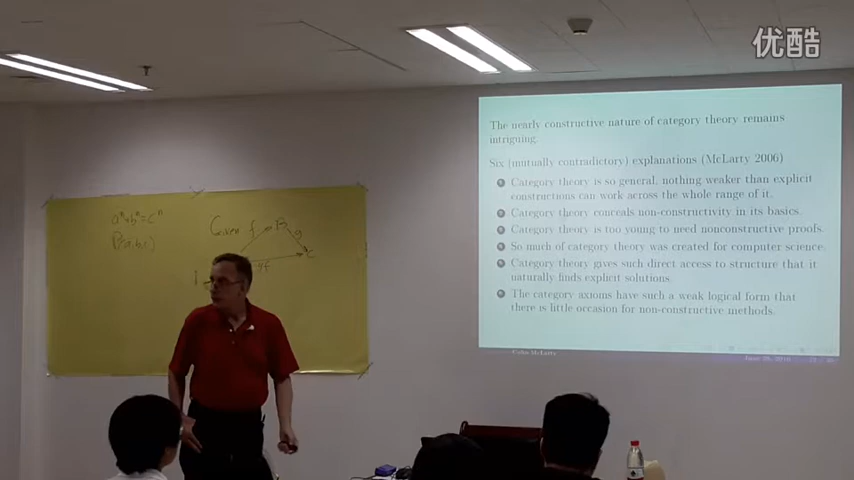 优酷
The nearly constructive nature of category theory remains
intriguing.
Six (mutually contradictory) explanations (McLarty 2006)
Category theory is so general, nothing weaker than explicit
constructions can work across the whole range of it.
Category theory conceals non-constructivity in its basics.
Category theory is too young to need nonconstructive proofs.
So much of category theory was created for computer science.
Category theory gives such direct access to structure that it
naturally finds explicit solutions.
The category axioms have such a weak logical form that
there is little occasion for non-constructive methods.
aⁿ+bⁿ=cⁿ
Given f
B
g
C
gf
Colin McLarty